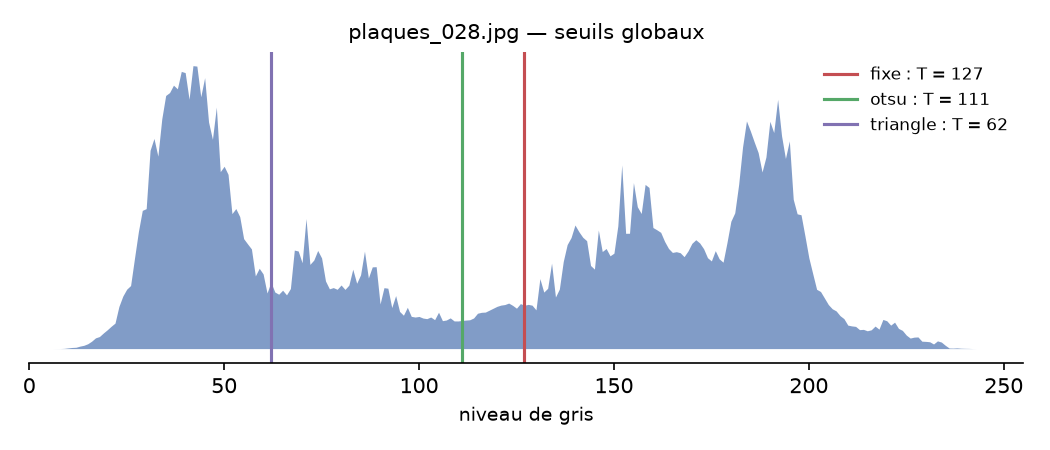 plaques_028.jpg — seuils globaux
fixe : T = 127
otsu : T = 111
triangle : T = 62
0 50 100 150 200 250
niveau de gris